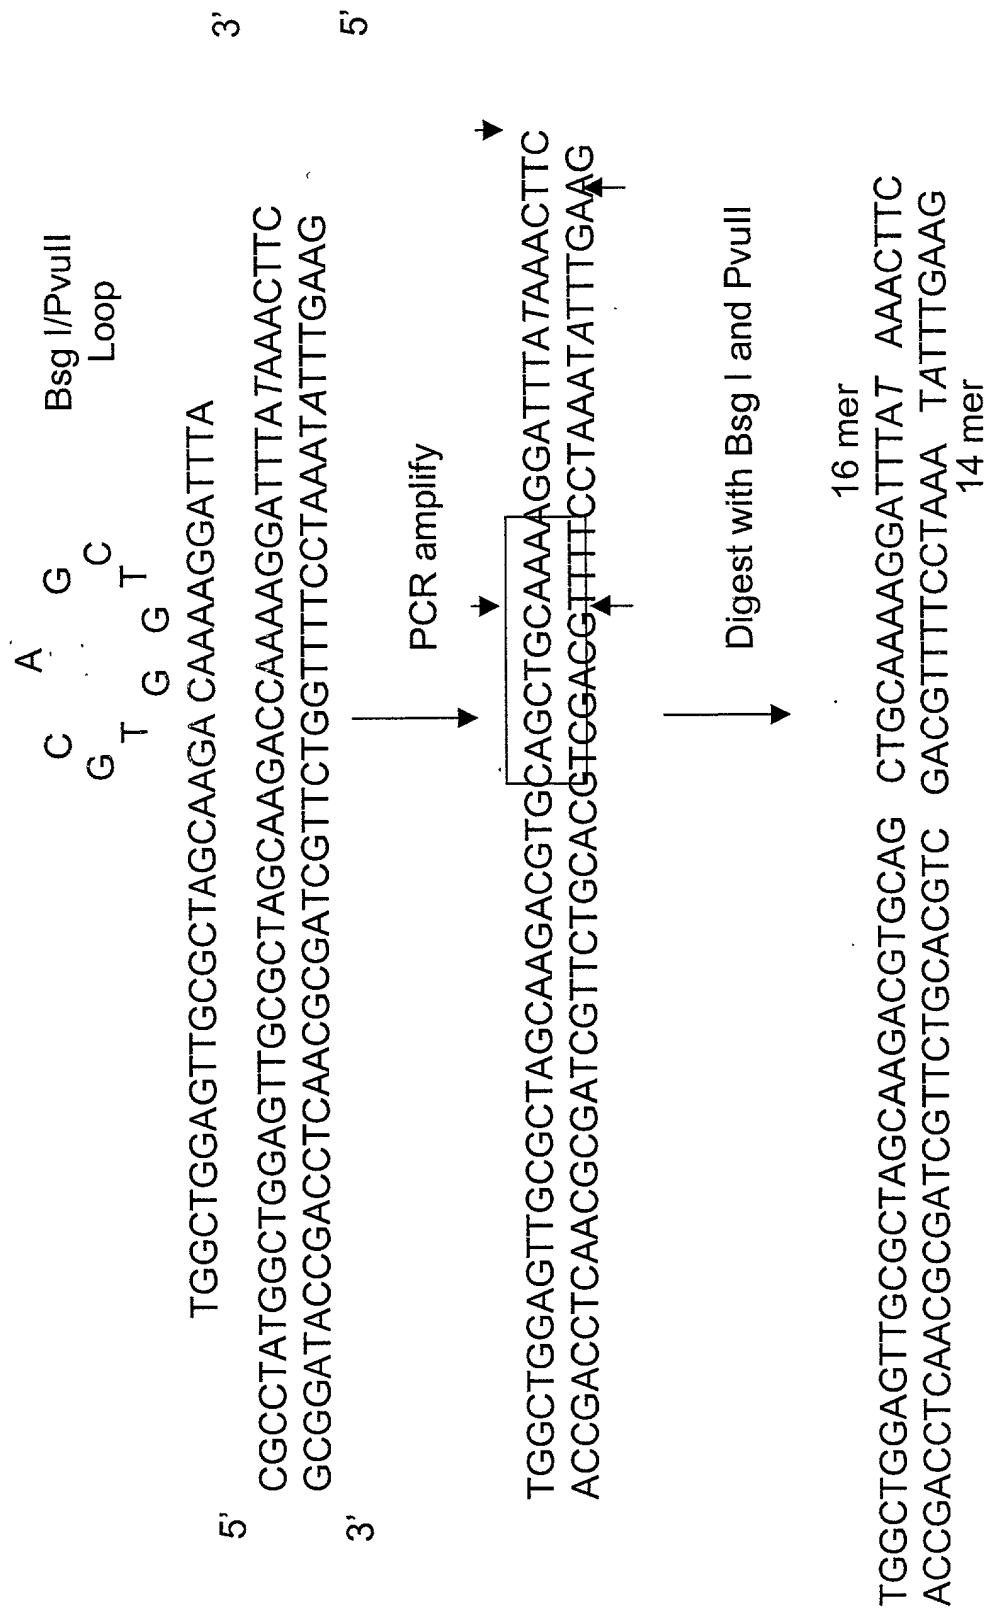 A
C G
Bsg I/PvuII
G C
Loop
T G G T
TGGCTGGAGTTGCGCTAGCAAGA CAAAAGGATTTA
5' 3'
CGCCTATGGCTGGAGTTGCGCTAGCAAGACCAAAAGGATTTATAAACTTC
GCGGATACCGACCTCAACGCGATCGTTCTGGTTTTCCTAAATATTTGAAG
3' 5'
PCR amplify
TGGCTGGAGTTGCGCTAGCAAGACGTGCAGCTGCAAAAGGATTTATAAACTTC
ACCGACCTCAACGCGATCGTTCTGCACGTCGACGTTTTCCTAAATATTTGAAG
Digest with Bsg I and PvuII
16 mer
TGGCTGGAGTTGCGCTAGCAAGACGTGCAG CTGCAAAAGGATTTAT AAACTTC
ACCGACCTCAACGCGATCGTTCTGCACGTC GACGTTTTCCTAAA TATTTGAAG
14 mer